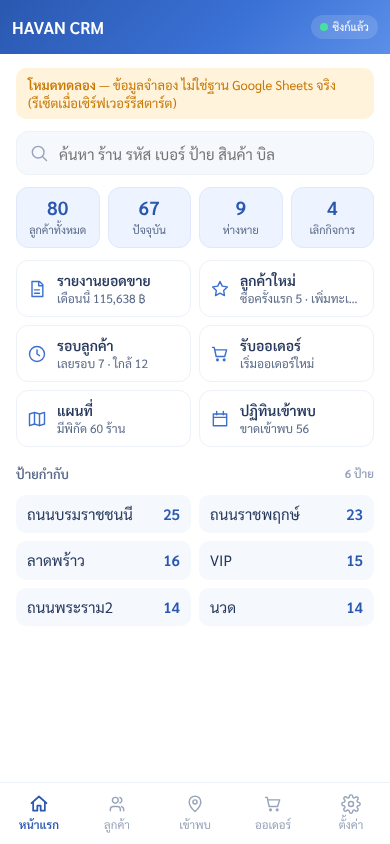 HAVAN CRM
ซิงก์แล้ว
โหมดทดลอง — ข้อมูลจำลอง ไม่ใช่ฐาน Google Sheets จริง
(รีเซ็ตเมื่อเซิร์ฟเวอร์รีสตาร์ต)
ค้นหา ร้าน รหัส เบอร์ ป้าย สินค้า บิล
80 67 9 4
ลูกค้าทั้งหมด ปัจจุบัน ห่างหาย เลิกกิจการ
รายงานยอดขาย
เดือนนี้ 115,638 ฿
ลูกค้าใหม่
ซื้อครั้งแรก 5 · เพิ่มทะเ...
รอบลูกค้า
เลยรอบ 7 · ใกล้ 12
รับออเดอร์
เริ่มออเดอร์ใหม่
แผนที่
มีพิกัด 60 ร้าน
ปฏิทินเข้าพบ
ขาดเข้าพบ 56
ป้ายกำกับ 6 ป้าย
ถนนบรมราชชนนี 25
ถนนราชพฤกษ์ 23
ลาดพร้าว 16
VIP 15
ถนนพระราม2 14
นวด 14
หน้าแรก ลูกค้า เข้าพบ ออเดอร์ ตั้งค่า